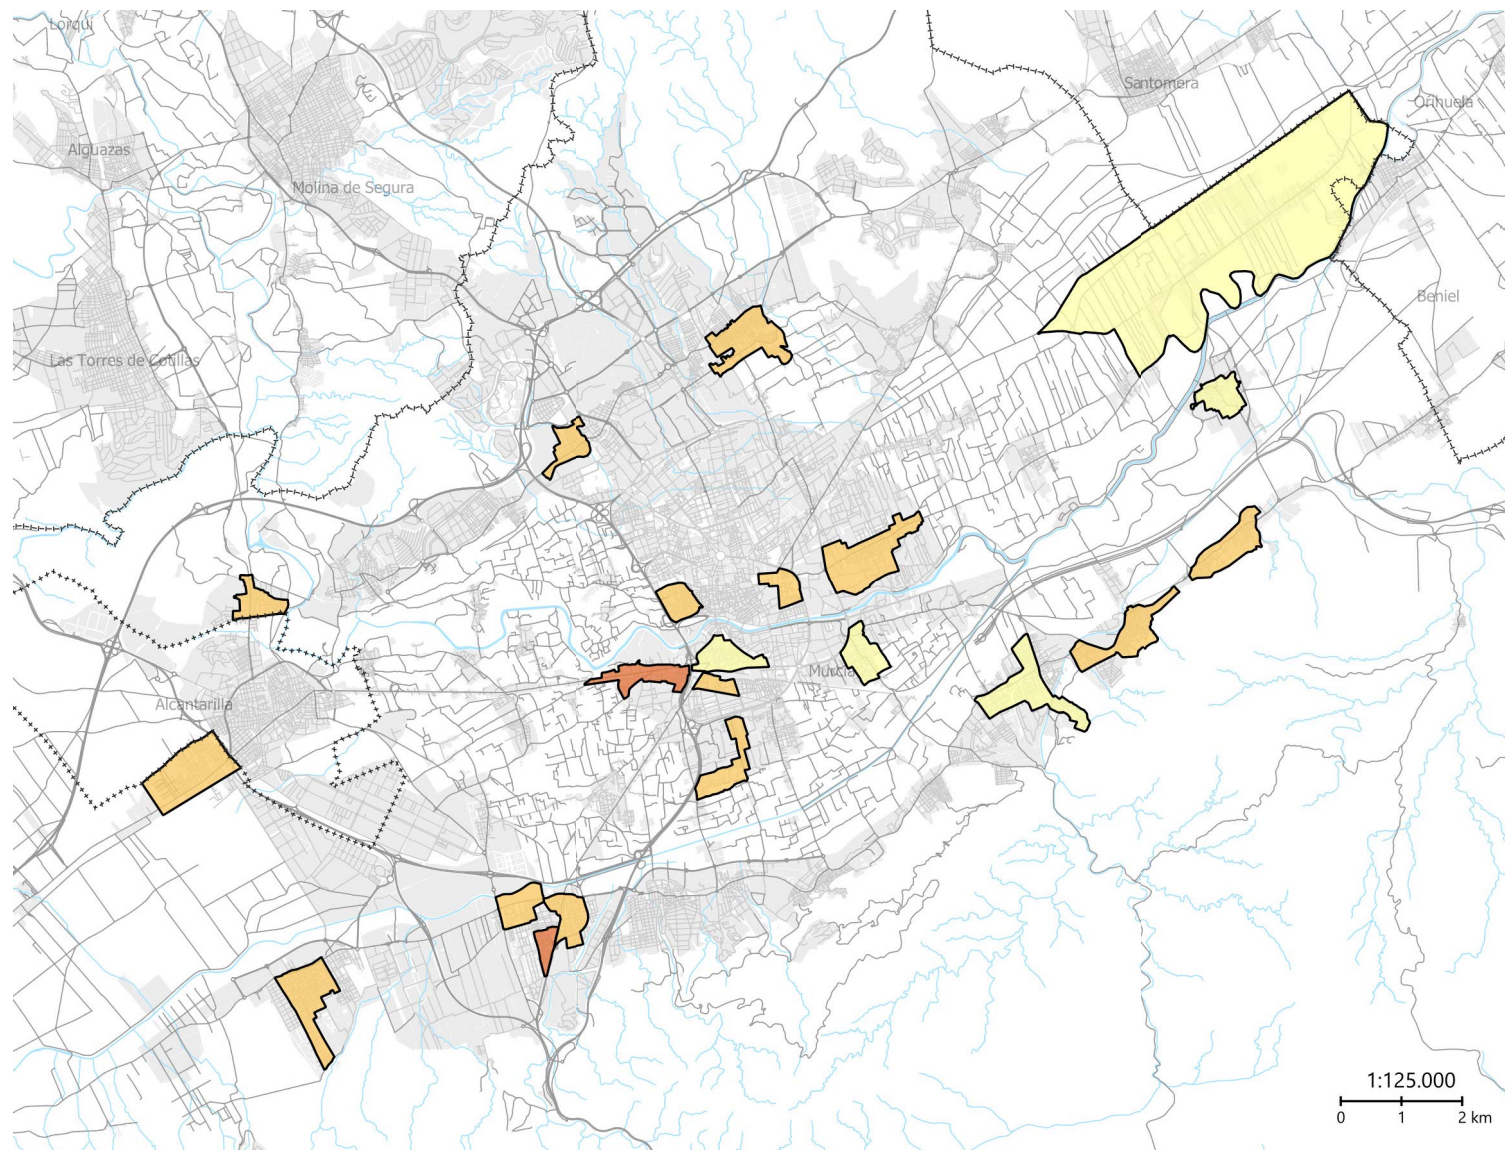 Lorquí
Santomera
Orihuela
Alguazas
Molina de Segura
Beniel
Las Torres de Cotillas
Murcia
Alcantarilla
1:125.000
0 1 2 km